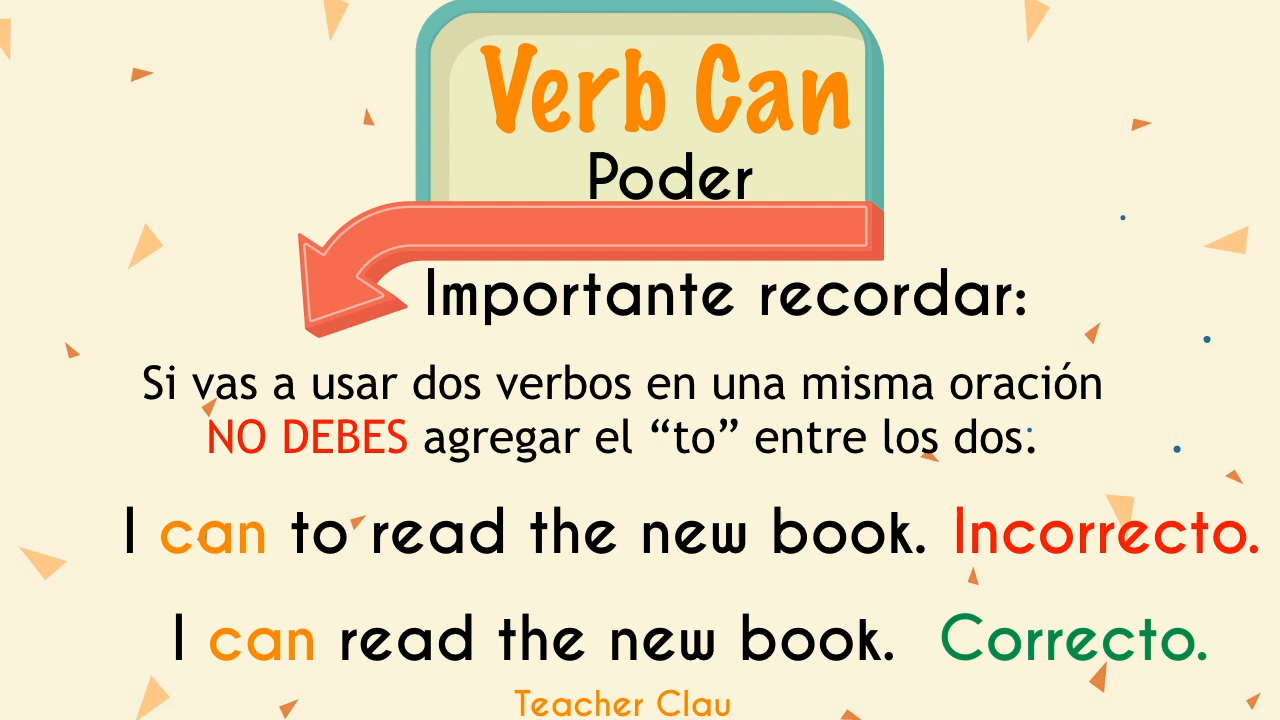 Verb Can
Poder
Importante recordar:
Si vas a usar dos verbos en una misma oración
NO DEBES agregar el “to” entre los dos:
I can to read the new book. Incorrecto.
I can read the new book. Correcto.
Teacher Clau